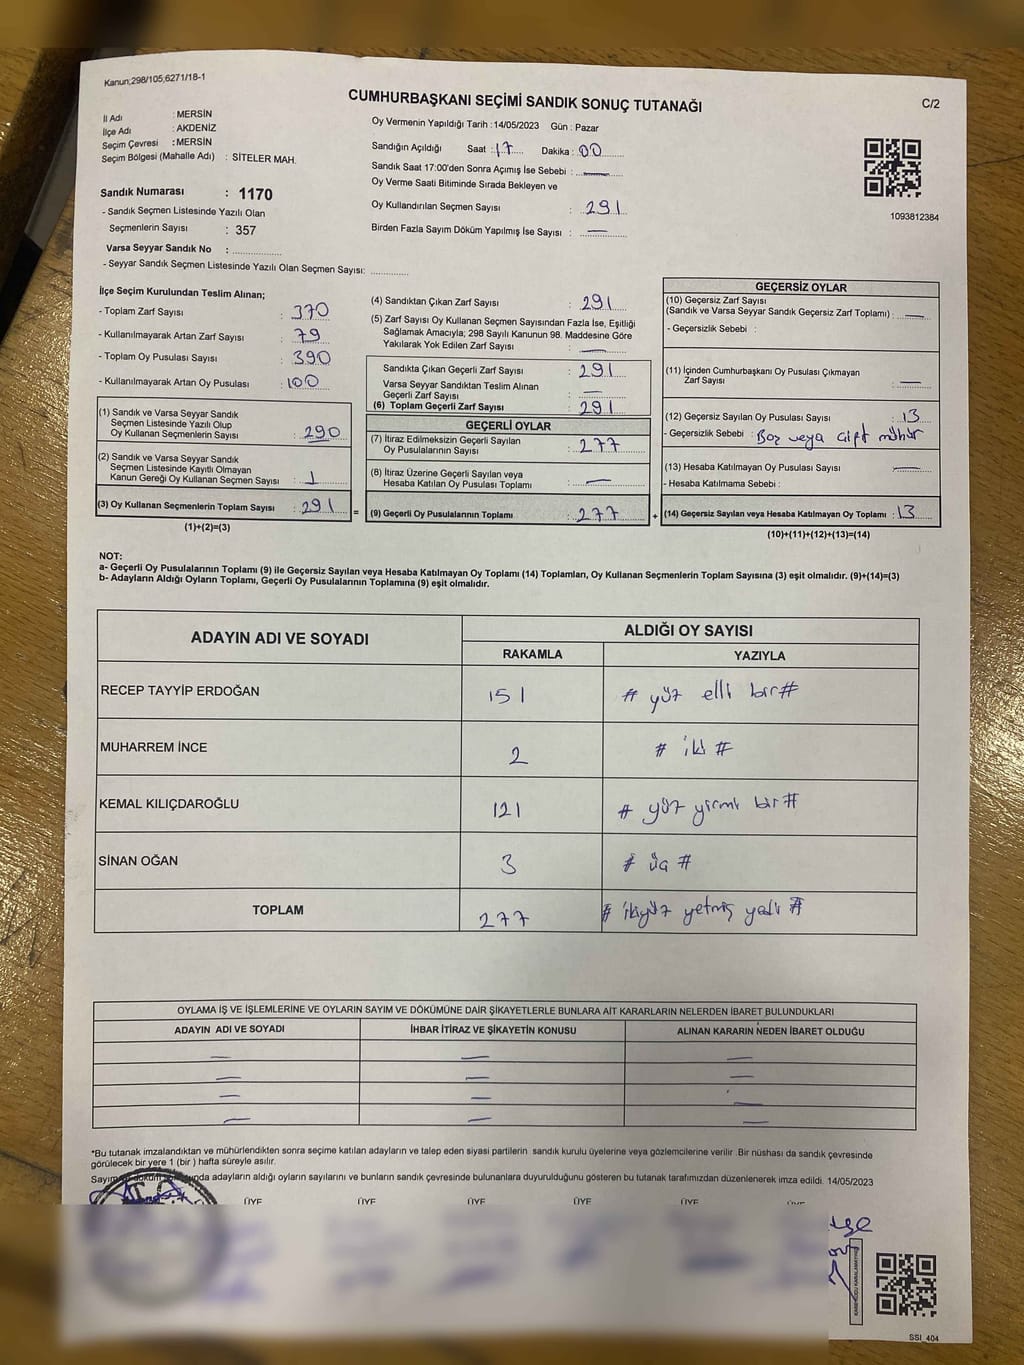 Kanun;298/105;6271/18-1
CUMHURBAŞKANI SEÇİMİ SANDIK SONUÇ TUTANAĞI
C/2
İl Adı : MERSİN
İlçe Adı : AKDENİZ
Seçim Çevresi : MERSİN
Seçim Bölgesi (Mahalle Adı) : SİTELER MAH.
Sandık Numarası : 1170
- Sandık Seçmen Listesinde Yazılı Olan
Seçmenlerin Sayısı : 357
Varsa Seyyar Sandık No :
- Seyyar Sandık Seçmen Listesinde Yazılı Olan Seçmen Sayısı:
Oy Vermenin Yapıldığı Tarih : 14/05/2023 Gün : Pazar
Sandığın Açıldığı Saat : 17 Dakika : 00
Sandık Saat 17:00'den Sonra Açımış İse Sebebi : —
Oy Verme Saati Bitiminde Sırada Bekleyen ve
Oy Kullandırılan Seçmen Sayısı : 291
Birden Fazla Sayım Döküm Yapılmış İse Sayısı : —
1093812384
İlçe Seçim Kurulundan Teslim Alınan;
- Toplam Zarf Sayısı : 370
- Kullanılmayarak Artan Zarf Sayısı : 79
- Toplam Oy Pusulası Sayısı : 390
- Kullanılmayarak Artan Oy Pusulası : 100
(1) Sandık ve Varsa Seyyar Sandık
Seçmen Listesinde Yazılı Olup
Oy Kullanan Seçmenlerin Sayısı : 290
(2) Sandık ve Varsa Seyyar Sandık
Seçmen Listesinde Kayıtlı Olmayan
Kanun Gereği Oy Kullanan Seçmen Sayısı : 1
(3) Oy Kullanan Seçmenlerin Toplam Sayısı : 291
(1)+(2)=(3)
=
(4) Sandıktan Çıkan Zarf Sayısı : 291
(5) Zarf Sayısı Oy Kullanan Seçmen Sayısından Fazla İse, Eşitliği
Sağlamak Amacıyla; 298 Sayılı Kanunun 98. Maddesine Göre
Yakılarak Yok Edilen Zarf Sayısı : —
Sandıkta Çıkan Geçerli Zarf Sayısı : 291
Varsa Seyyar Sandıktan Teslim Alınan
Geçerli Zarf Sayısı : —
(6) Toplam Geçerli Zarf Sayısı : 291
GEÇERLİ OYLAR
(7) İtiraz Edilmeksizin Geçerli Sayılan
Oy Pusulalarının Sayısı : 277
(8) İtiraz Üzerine Geçerli Sayılan veya
Hesaba Katılan Oy Pusulası Toplamı : —
(9) Geçerli Oy Pusulalarının Toplamı : 277
+
GEÇERSİZ OYLAR
(10) Geçersiz Zarf Sayısı
(Sandık ve Varsa Seyyar Sandık Geçersiz Zarf Toplamı) : —
- Geçersizlik Sebebi :
(11) İçinden Cumhurbaşkanı Oy Pusulası Çıkmayan
Zarf Sayısı : —
(12) Geçersiz Sayılan Oy Pusulası Sayısı : 13
- Geçersizlik Sebebi : Boş veya çift mühür
(13) Hesaba Katılmayan Oy Pusulası Sayısı : —
- Hesaba Katılmama Sebebi :
(14) Geçersiz Sayılan veya Hesaba Katılmayan Oy Toplamı : 13
(10)+(11)+(12)+(13)=(14)
NOT:
a- Geçerli Oy Pusulalarının Toplamı (9) ile Geçersiz Sayılan veya Hesaba Katılmayan Oy Toplamı (14) Toplamları, Oy Kullanan Seçmenlerin Toplam Sayısına (3) eşit olmalıdır. (9)+(14)=(3)
b- Adayların Aldığı Oyların Toplamı, Geçerli Oy Pusulalarının Toplamına (9) eşit olmalıdır.
ADAYIN ADI VE SOYADI
ALDIĞI OY SAYISI
RAKAMLA YAZIYLA
RECEP TAYYİP ERDOĞAN 151 # yüz elli bir #
MUHARREM İNCE 2 # iki #
KEMAL KILIÇDAROĞLU 121 # yüz yirmi bir #
SİNAN OĞAN 3 # üç #
TOPLAM 277 # ikiyüz yetmiş yedi #
OYLAMA İŞ VE İŞLEMLERİNE VE OYLARIN SAYIM VE DÖKÜMÜNE DAİR ŞİKAYETLERLE BUNLARA AİT KARARLARIN NELERDEN İBARET BULUNDUKLARI
ADAYIN ADI VE SOYADI İHBAR İTİRAZ VE ŞİKAYETİN KONUSU ALINAN KARARIN NEDEN İBARET OLDUĞU
— — —
— — —
— — —
— — —
*Bu tutanak imzalandıktan ve mühürlendikten sonra seçime katılan adayların ve talep eden siyasi partilerin sandık kurulu üyelerine veya gözlemcilerine verilir. Bir nüshası da sandık çevresinde
görülecek bir yere 1 (bir ) hafta süreyle asılır.
Sayım adayların aldığı oyların sayılarını ve bunların sandık çevresinde bulunanlara duyurulduğunu gösteren bu tutanak tarafımızdan düzenlenerek imza edildi. 14/05/2023
ÜYE ÜYE ÜYE ÜYE ÜYE
SSI_404